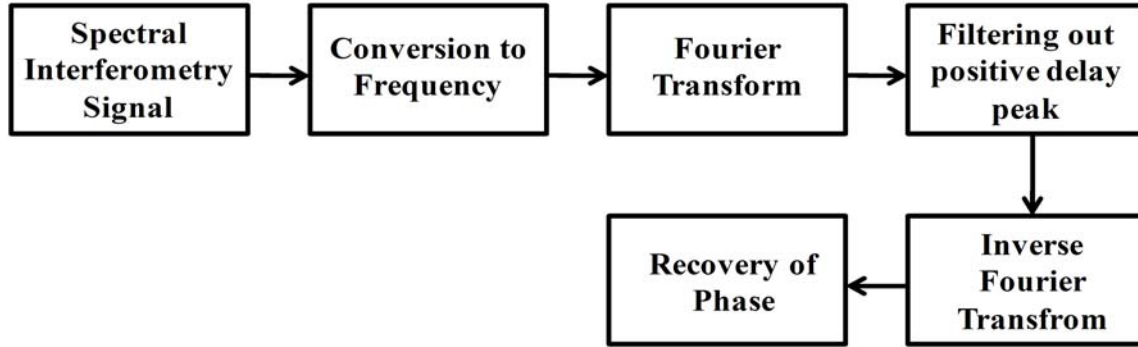 Spectral
Interferometry
Signal
Conversion to
Frequency
Fourier
Transform
Filtering out
positive delay
peak
Inverse
Fourier
Transfrom
Recovery of
Phase